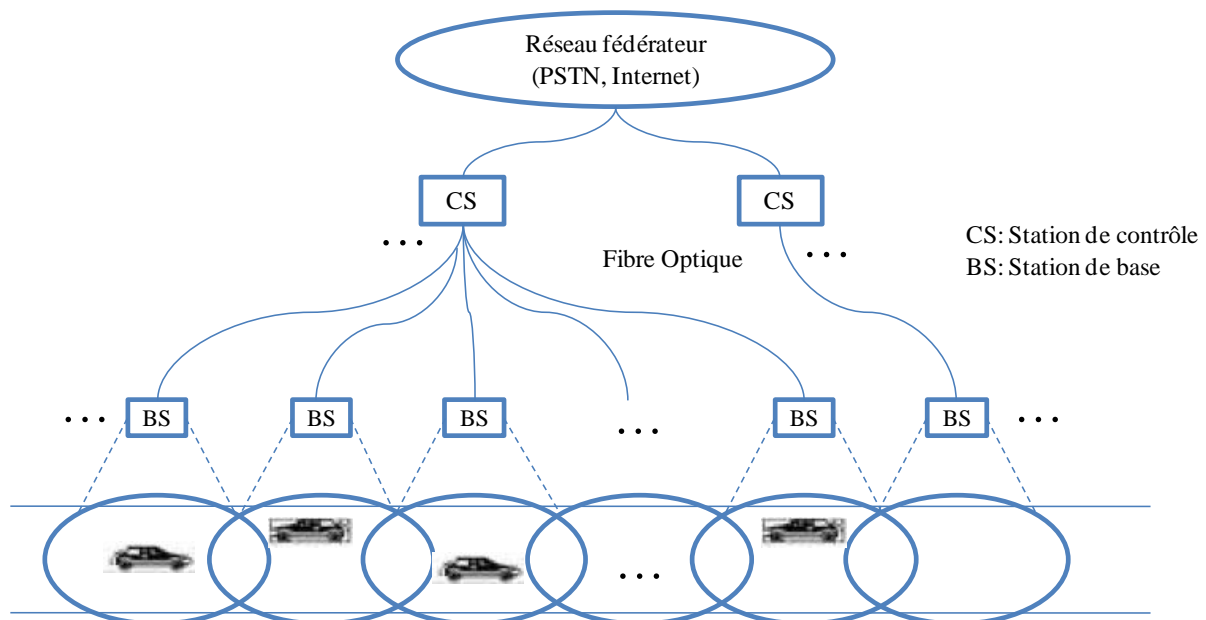 Réseau fédérateur
(PSTN, Internet)
CS
CS
...
Fibre Optique
...
CS: Station de contrôle
BS: Station de base
...
BS
BS
BS
...
BS
BS
...
...